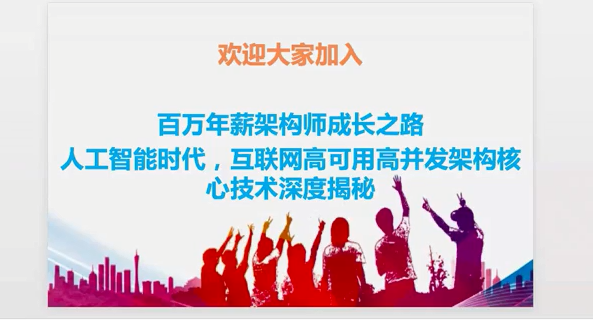 欢迎大家加入
百万年薪架构师成长之路
人工智能时代，互联网高可用高并发架构核
心技术深度揭秘